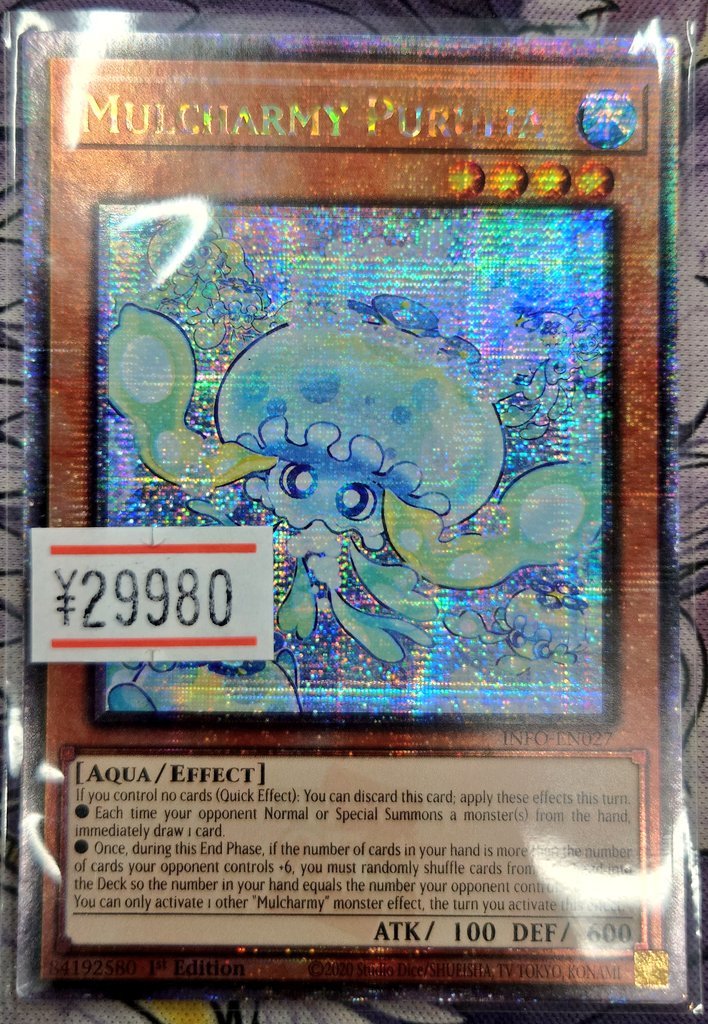 MULCHARMY PURULIA
¥29980
INFO-EN027
[AQUA/EFFECT]
If you control no cards (Quick Effect): You can discard this card; apply these effects this turn.
● Each time your opponent Normal or Special Summons a monster(s) from the hand,
immediately draw 1 card.
● Once, during this End Phase, if the number of cards in your hand is more than the number
of cards your opponent controls +6, you must randomly shuffle cards from into
the Deck so the number in your hand equals the number your opponent
You can only activate 1 other "Mulcharmy" monster effect, the turn you activate this
ATK/ 100 DEF/ 600
84192580 1st Edition ©2020 Studio Dice/SHUEISHA, TV TOKYO, KONAMI